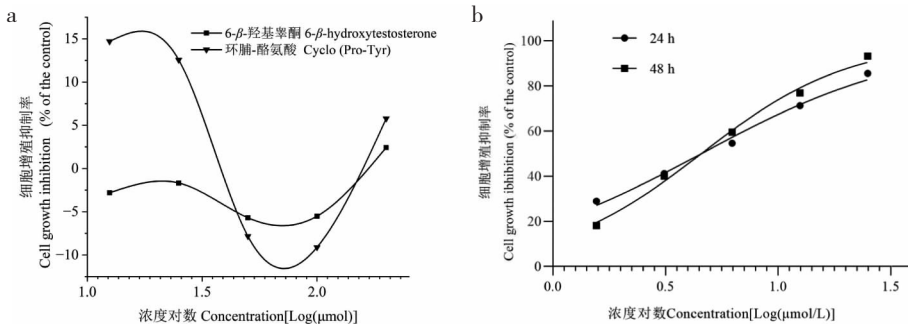 a
6-β-羟基睾酮 6-β-hydroxytestosterone
环脯-酪氨酸 Cyclo (Pro-Tyr)
15
10
5
0
−5
−10
细胞增殖抑制率
Cell growth inhibition (% of the control)
1.0
1.5
2.0
浓度对数 Concentration[Log(μmol)]
b
24 h
48 h
100
80
60
40
20
0
细胞增殖抑制率
Cell growth ibhibition (% of the control)
0.0
0.5
1.0
1.5
浓度对数Concentration[Log(μmol/L)]